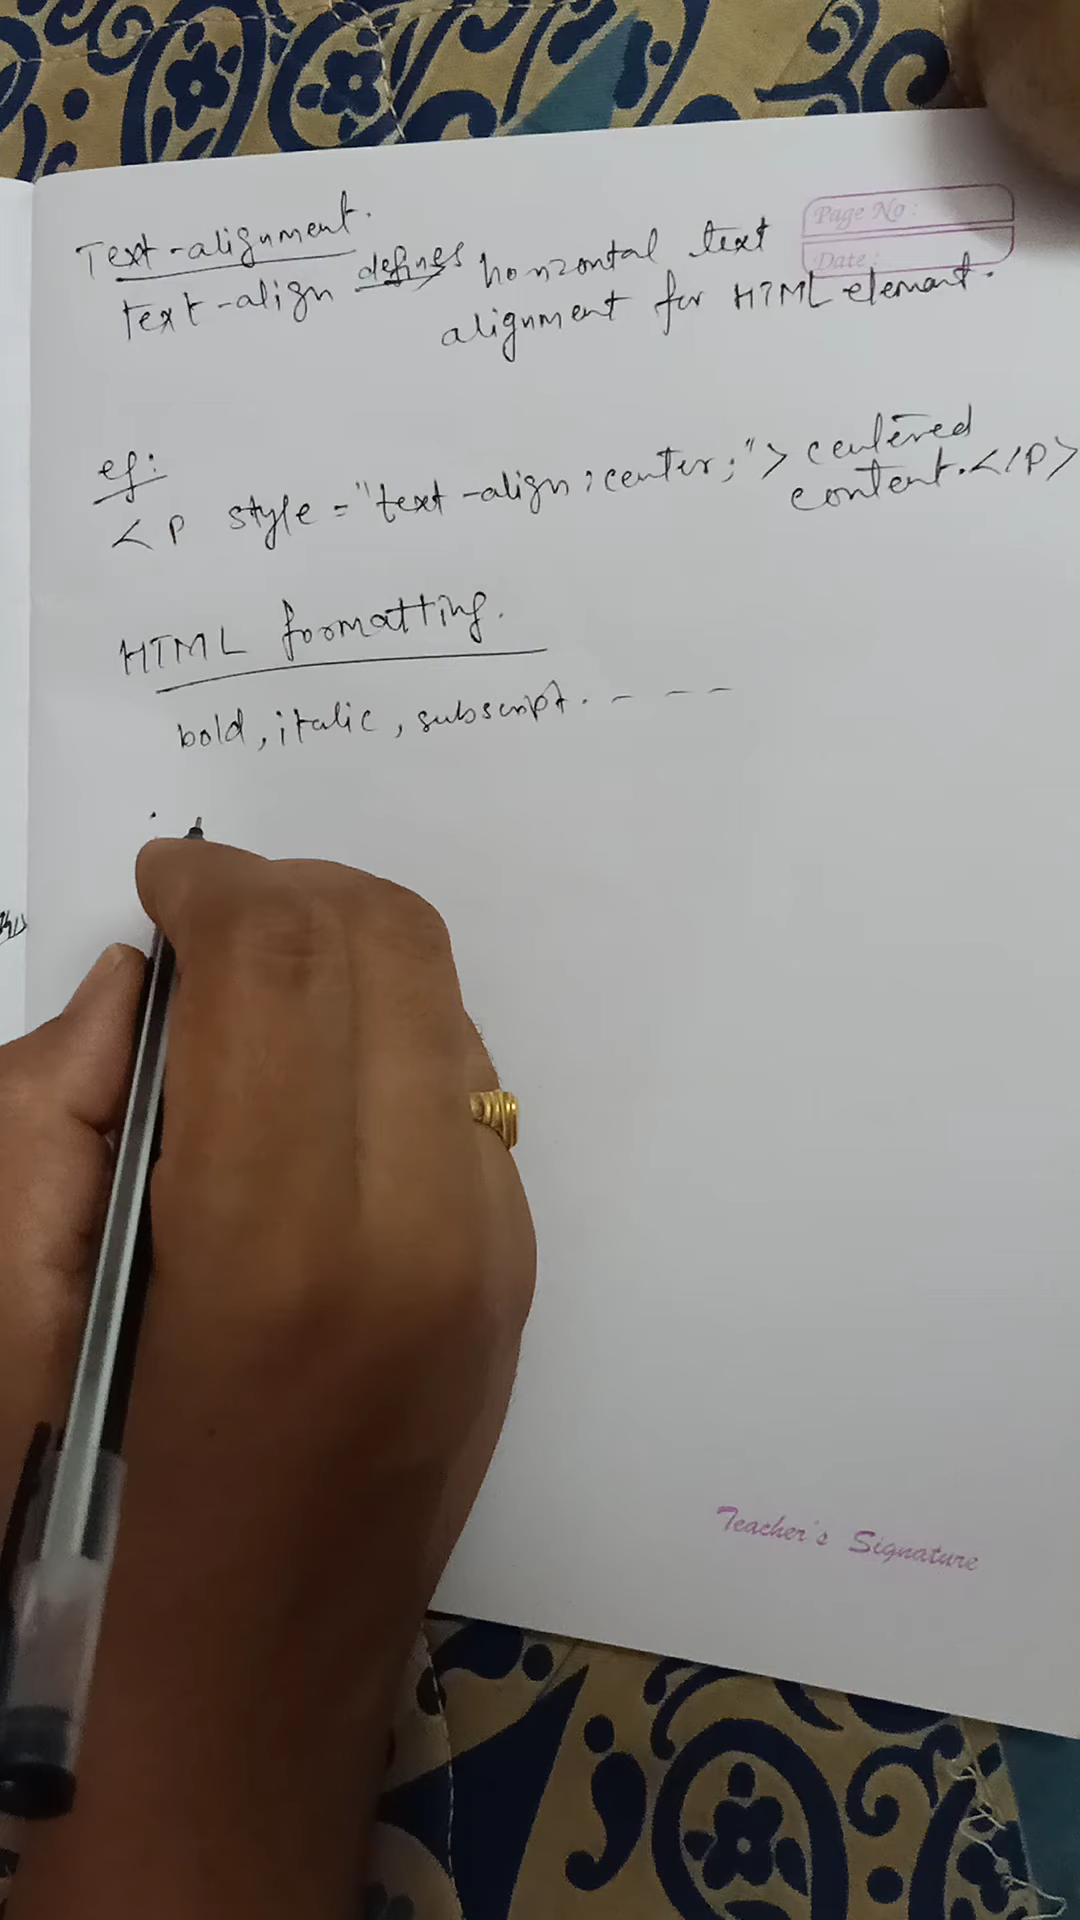 Page No :
Date :
Text-alignment.
text-align defines horizontal text
alignment for HTML element.
eg:
<p style="text-align:center;"> centered
content.</p>
HTML formatting.
bold, italic, subscript. - - - -
Teacher's Signature